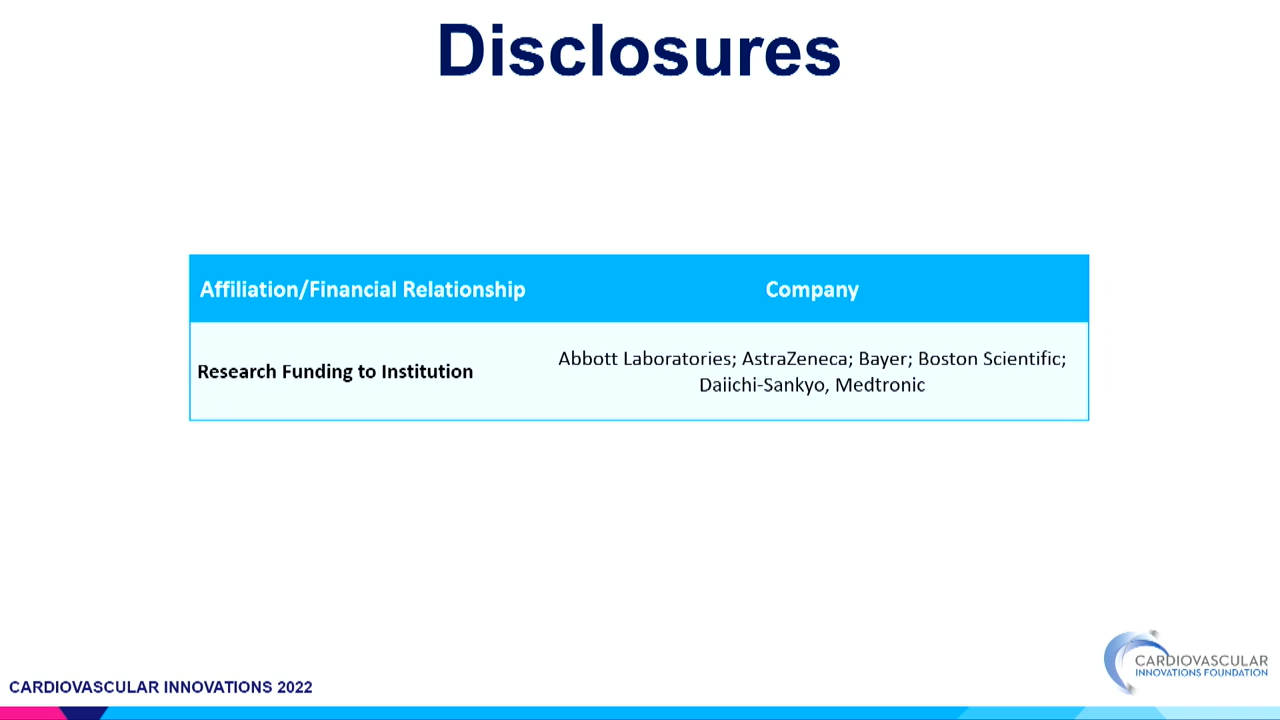 Disclosures
Affiliation/Financial Relationship
Company
Research Funding to Institution
Abbott Laboratories; AstraZeneca; Bayer; Boston Scientific;
Daiichi-Sankyo, Medtronic
CARDIOVASCULAR
INNOVATIONS FOUNDATION
CARDIOVASCULAR INNOVATIONS 2022